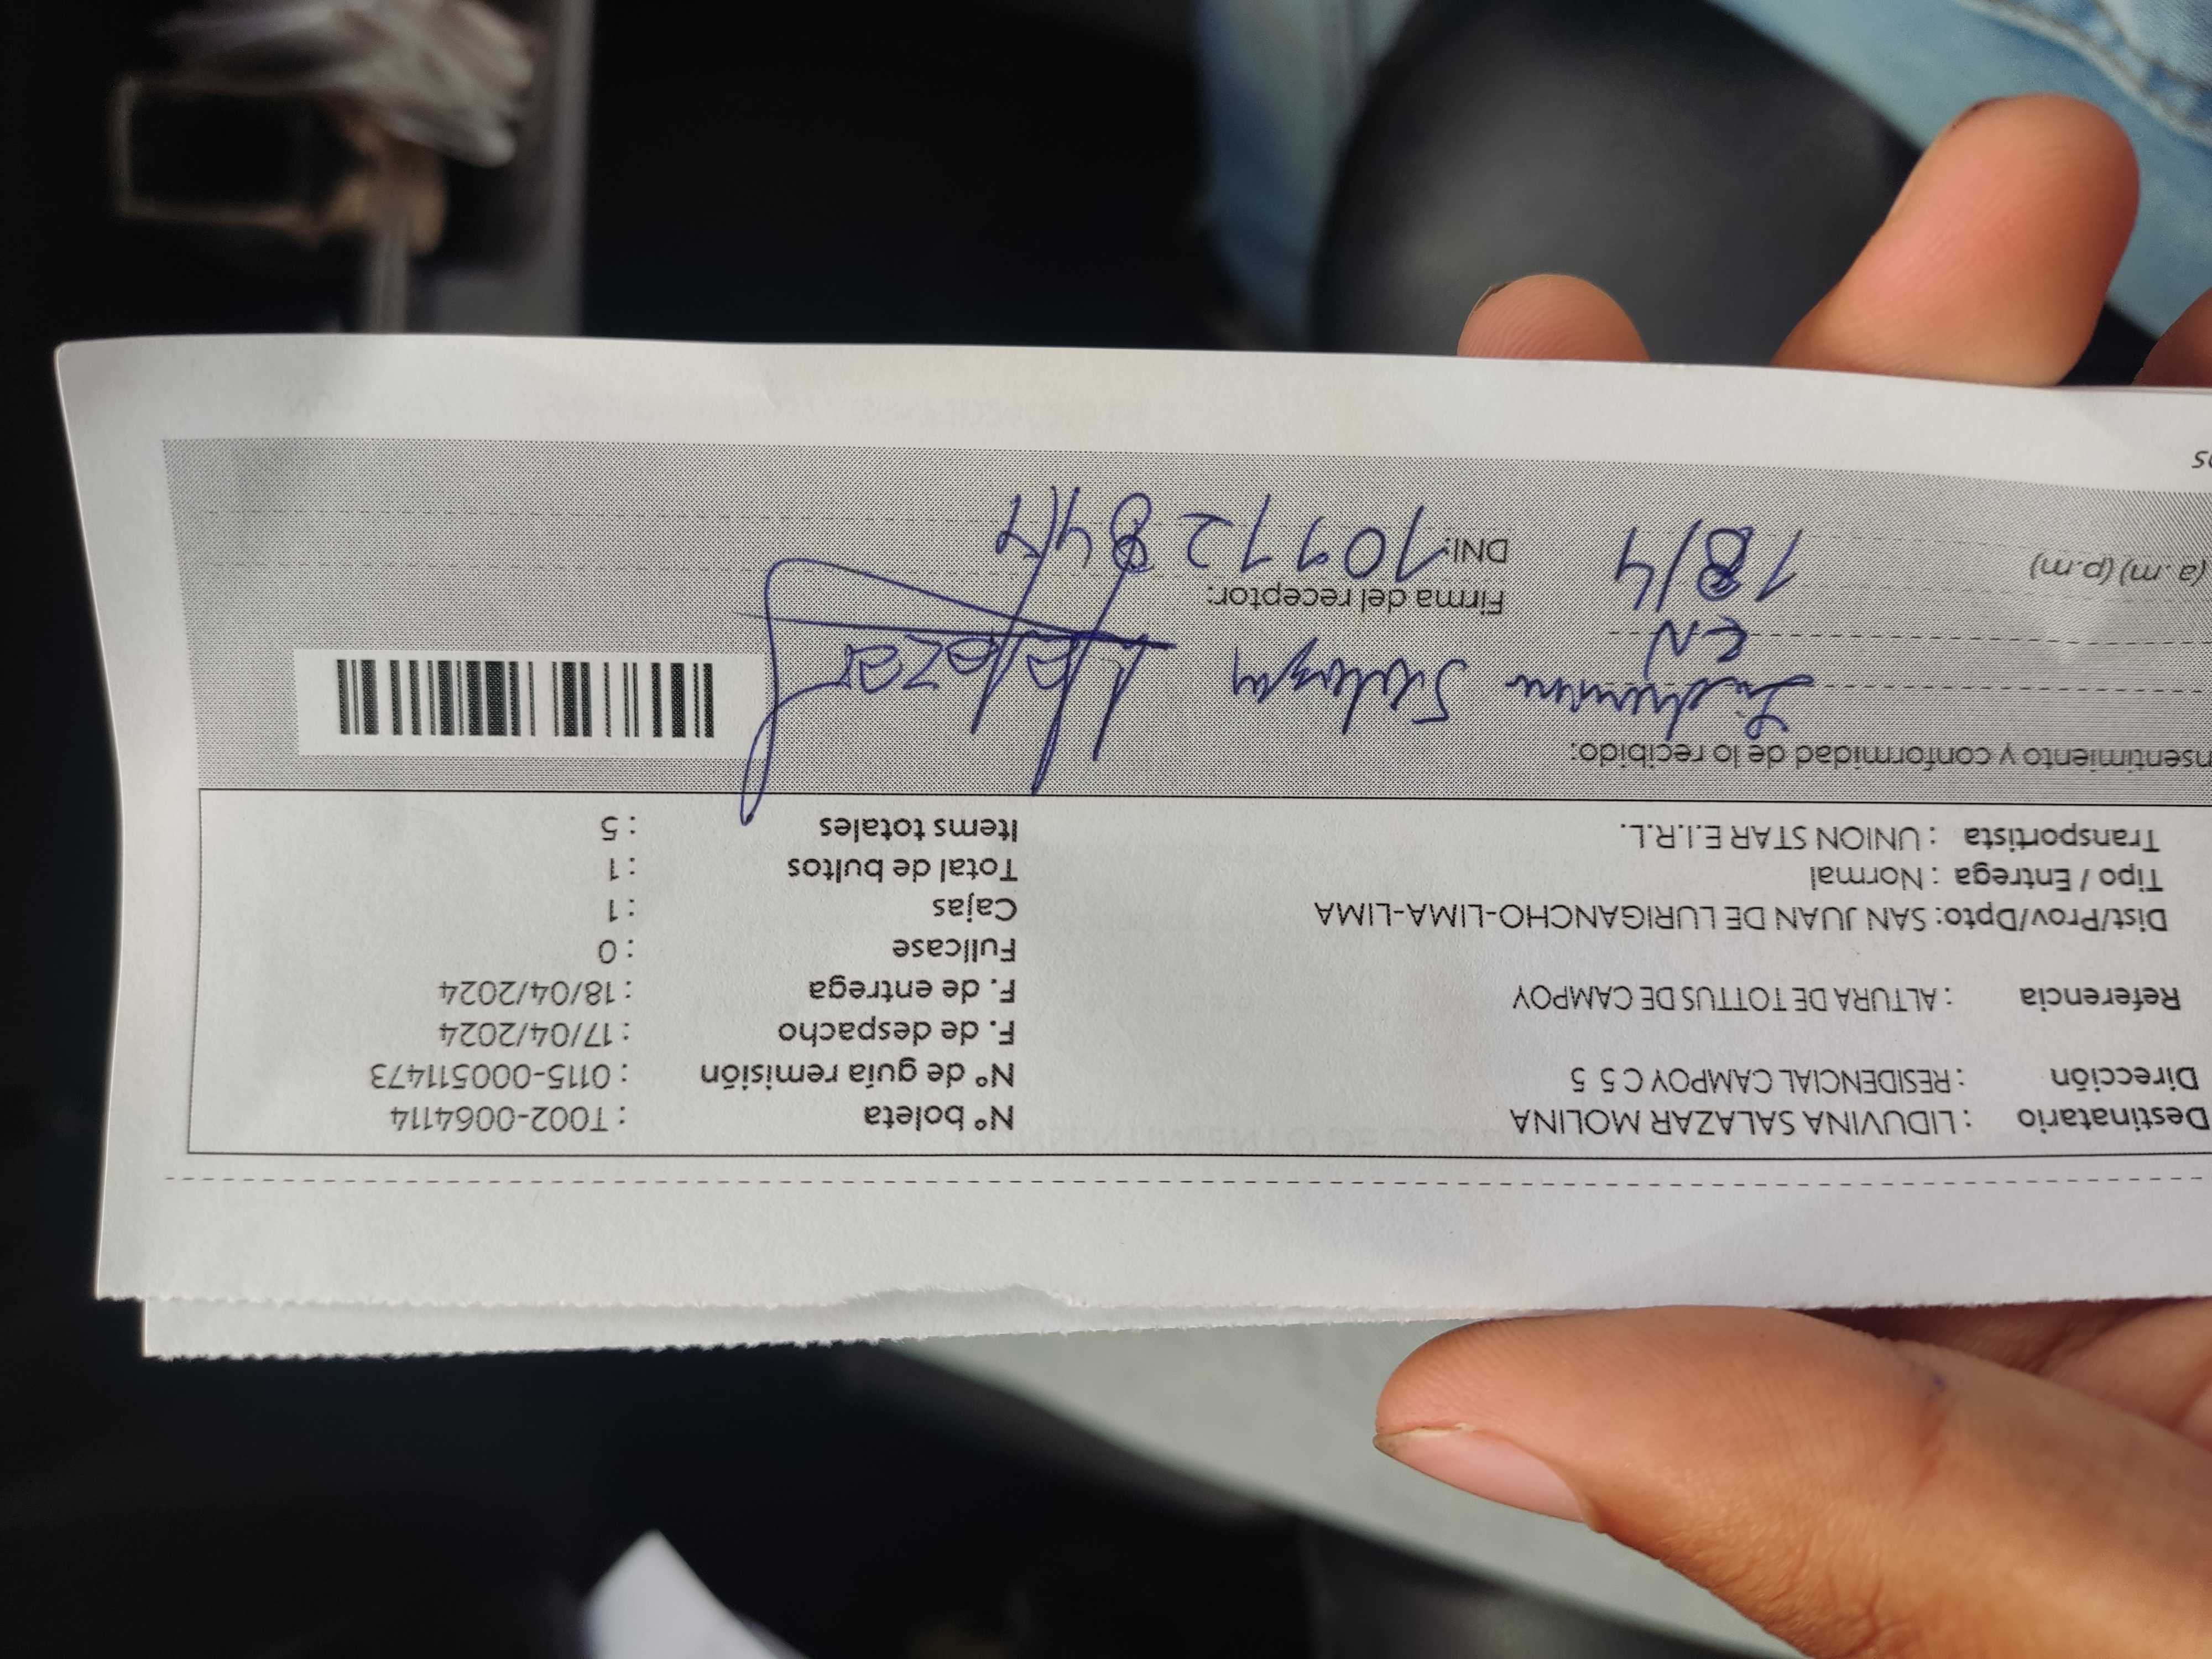 Destinatario : LIDUVINA SALAZAR MOLINA
Dirección : RESIDENCIAL CAMPOY C 5 5
Referencia : ALTURA DE TOTTUS DE CAMPOY
Dist/Prov/Dpto: SAN JUAN DE LURIGANCHO-LIMA-LIMA
Tipo / Entrega : Normal
Transportista : UNION STAR E.I.R.L.
N° boleta : T002-0064114
N° de guía remisión : 0115-000511473
F. de despacho : 17/04/2024
F. de entrega : 18/04/2024
Fullcase : 0
Cajas : 1
Total de bultos : 1
Items totales : 5
nsentimiento y conformidad de lo recibido:
Salazar
EN
Firma del receptor:
(a.m) (p.m)
18/4
DNI: